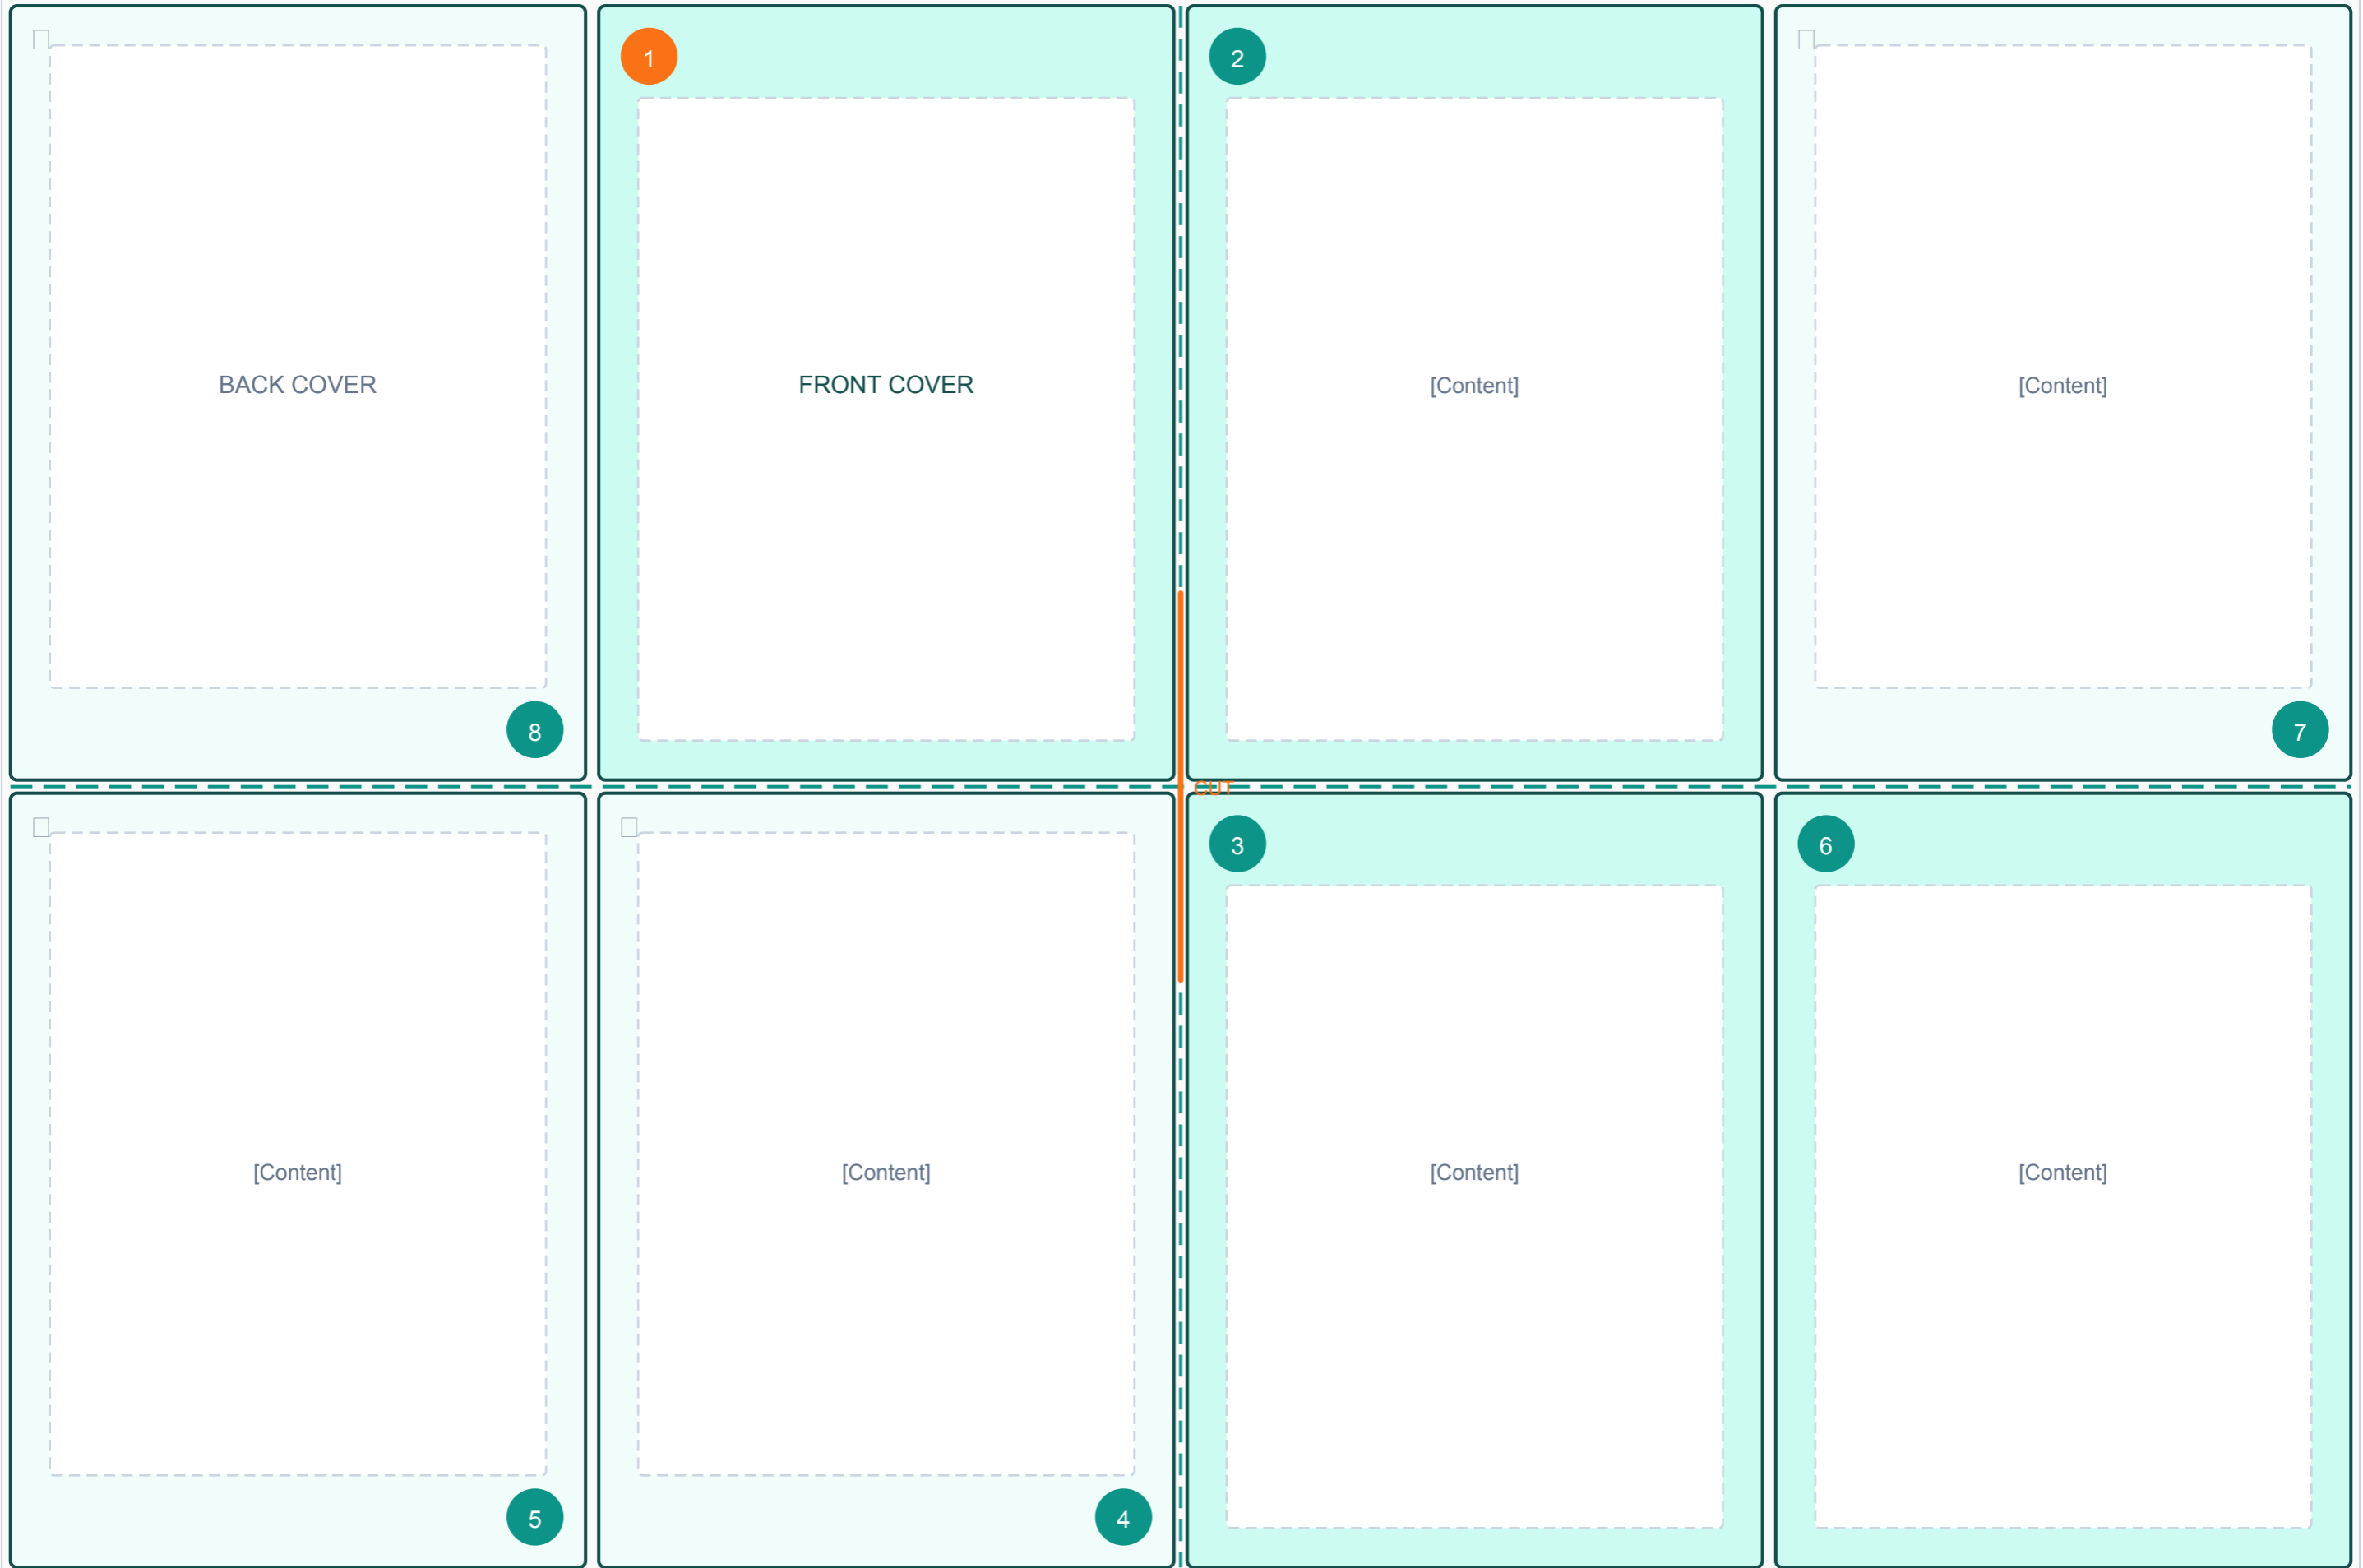 1
2
BACK COVER
FRONT COVER
[Content]
[Content]
8
7
CUT
3
6
[Content]
[Content]
[Content]
[Content]
5
4